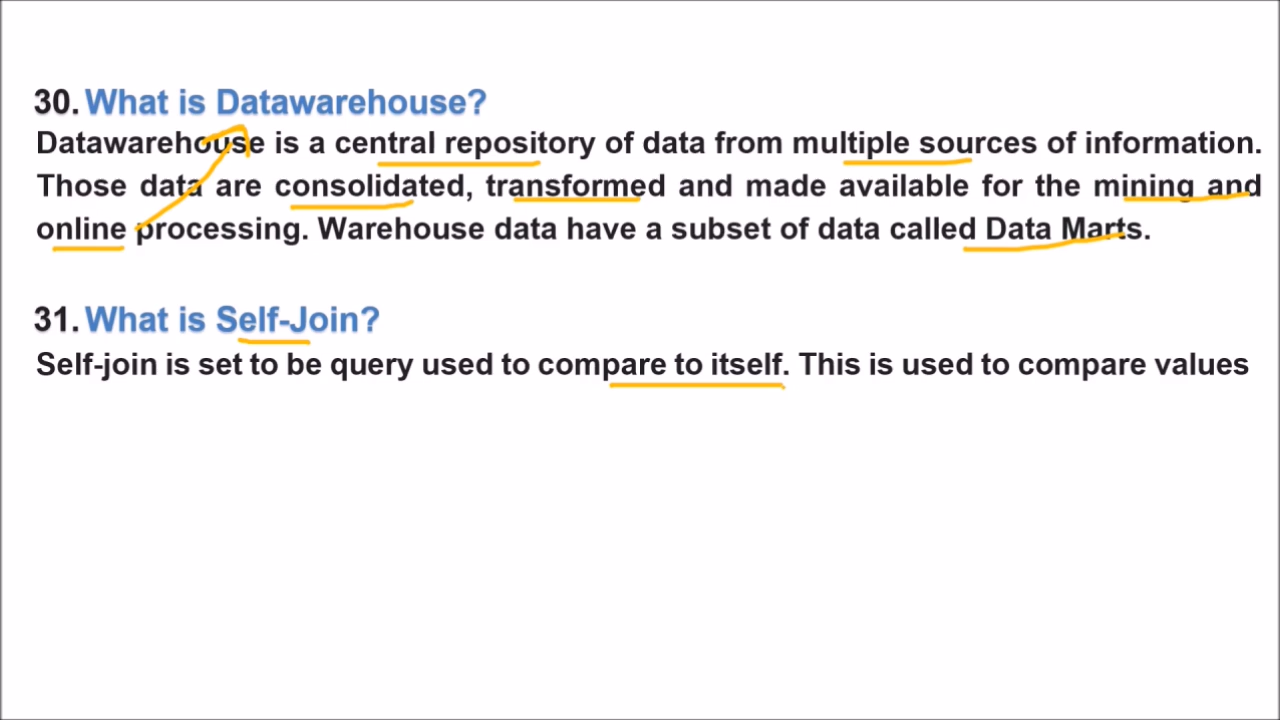 30. What is Datawarehouse?
Datawarehouse is a central repository of data from multiple sources of information.
Those data are consolidated, transformed and made available for the mining and
online processing. Warehouse data have a subset of data called Data Marts.
31. What is Self-Join?
Self-join is set to be query used to compare to itself. This is used to compare values